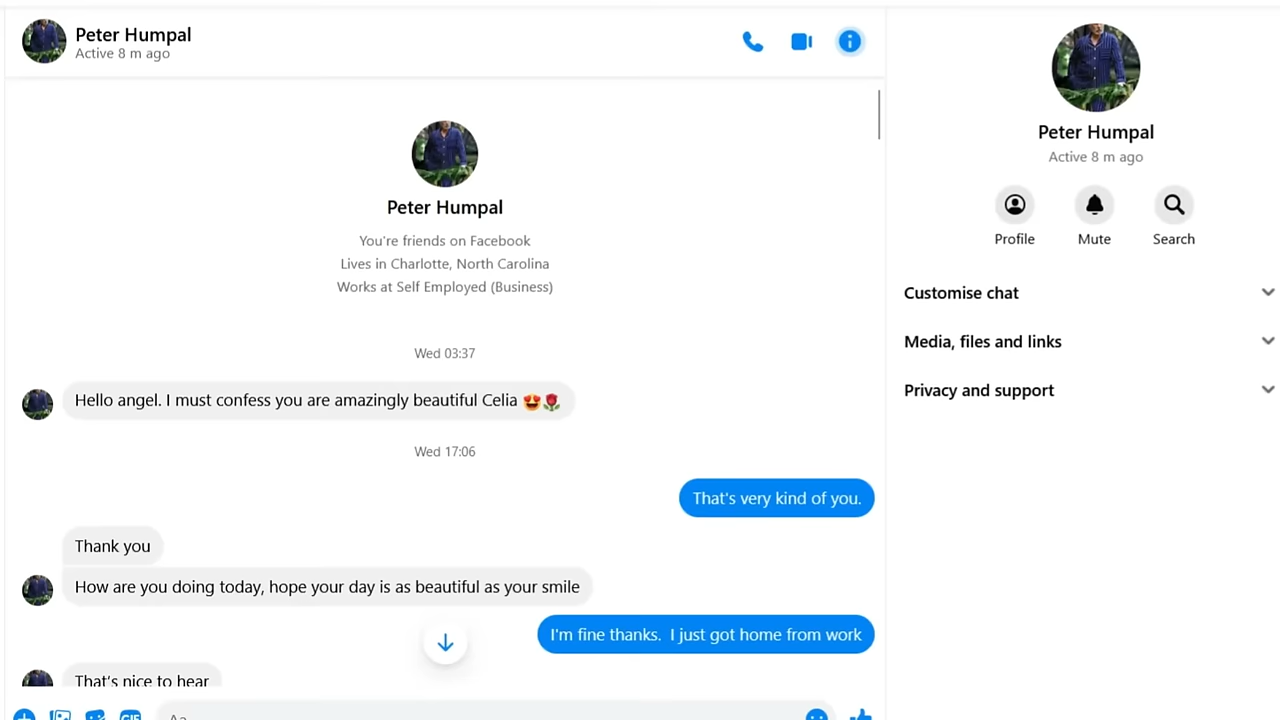 Peter Humpal
Active 8 m ago
Peter Humpal
You're friends on Facebook
Lives in Charlotte, North Carolina
Works at Self Employed (Business)
Wed 03:37
Hello angel. I must confess you are amazingly beautiful Celia 😍🌹
Wed 17:06
That's very kind of you.
Thank you
How are you doing today, hope your day is as beautiful as your smile
I'm fine thanks.  I just got home from work
That's nice to hear
GIF
Aa
Peter Humpal
Active 8 m ago
Profile
Mute
Search
Customise chat
Media, files and links
Privacy and support